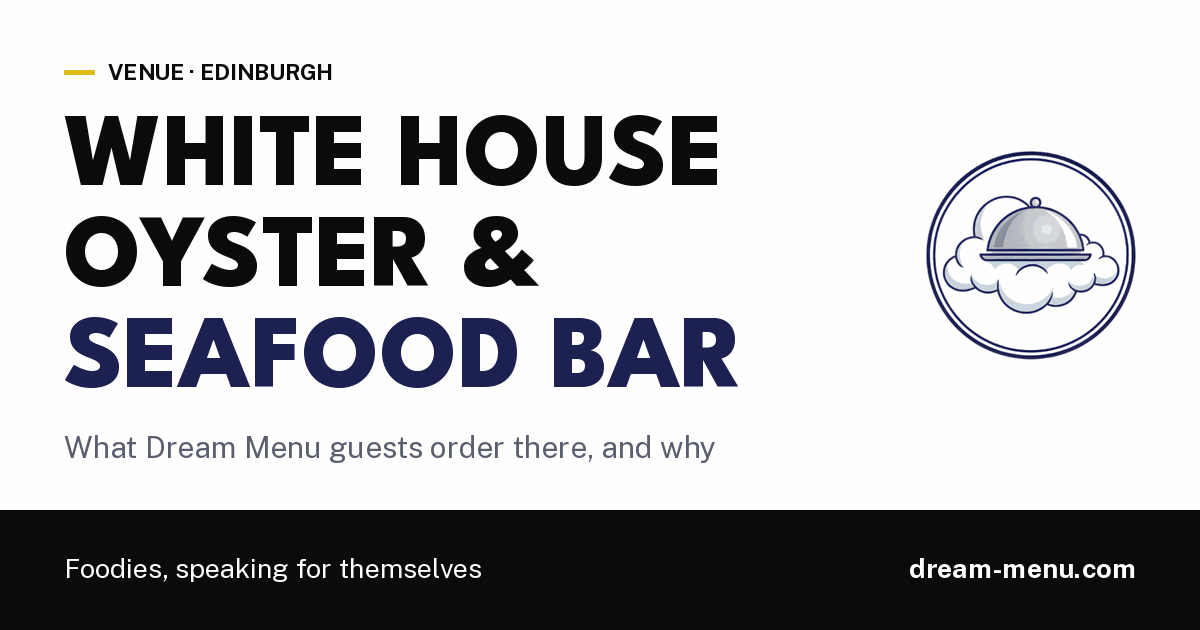 VENUE · EDINBURGH
WHITE HOUSE
OYSTER &
SEAFOOD BAR
What Dream Menu guests order there, and why
Foodies, speaking for themselves
dream-menu.com